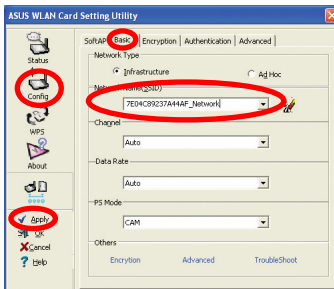 ASUS WLAN Card Setting Utility
SoftAP Basic Encryption Authentication Advanced
Status
Config
WPS
About
Apply
OK
Cancel
Help
Network Type
Infrastructure
Ad Hoc
Network Name(SSID)
7E04C89237A44AF_Network
Channel
Auto
Data Rate
Auto
PS Mode
CAM
Others
Encrytion Advanced TroubleShoot